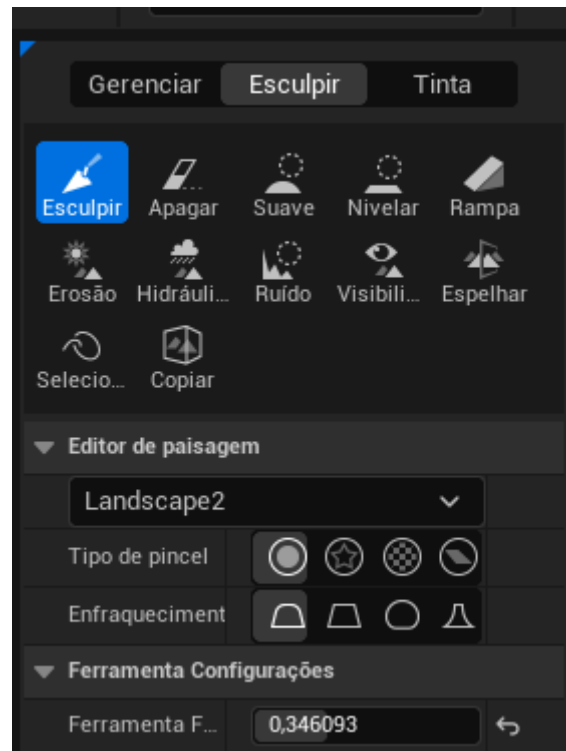 Gerenciar Esculpir Tinta
Esculpir Apagar Suave Nivelar Rampa
Erosão Hidráuli... Ruído Visibili... Espelhar
Selecio... Copiar
Editor de paisagem
Landscape2
Tipo de pincel
Enfraqueciment
Ferramenta Configurações
Ferramenta F... 0,346093